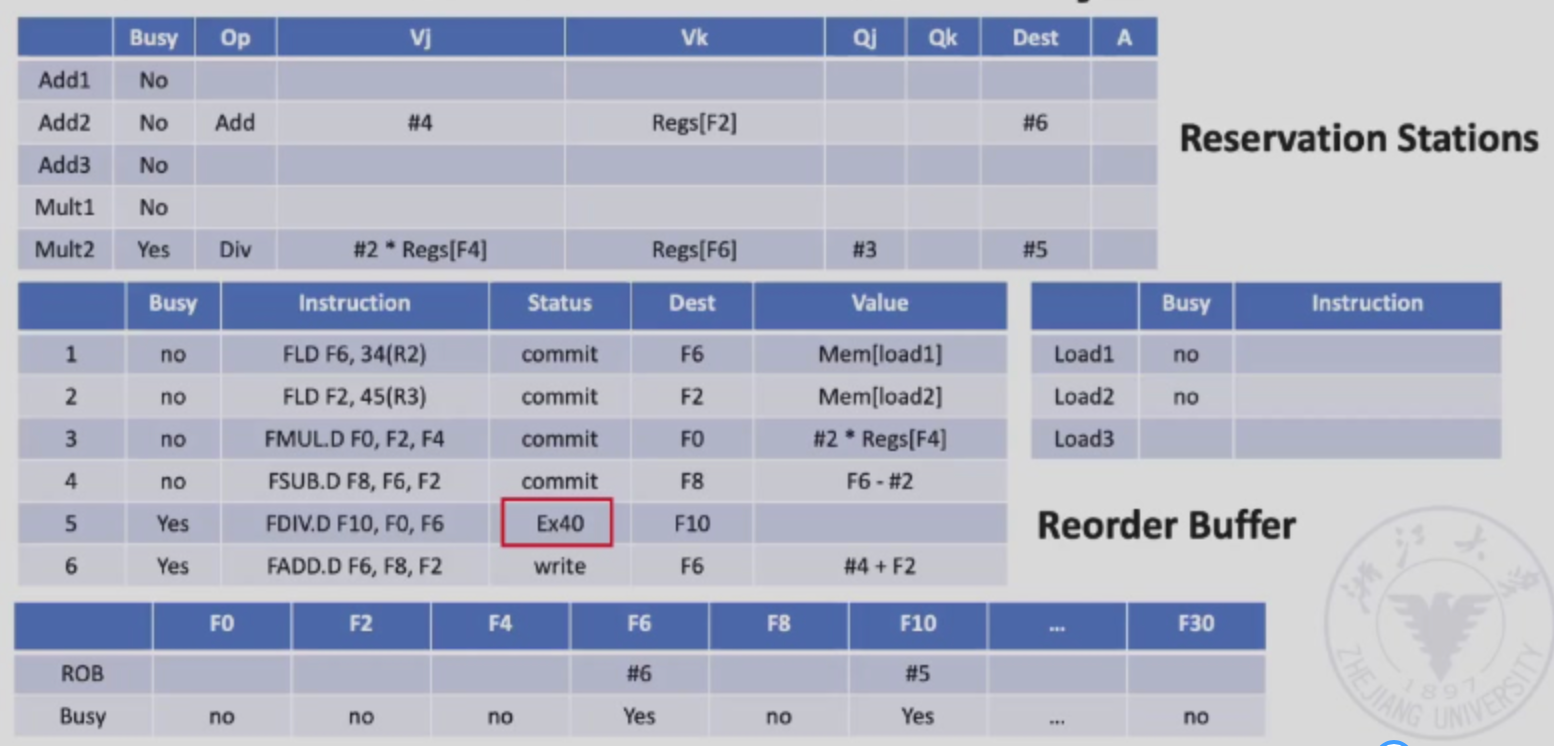 Busy Op Vj Vk Qj Qk Dest A
Add1 No
Add2 No Add #4 Regs[F2] #6
Add3 No
Mult1 No
Mult2 Yes Div #2 * Regs[F4] Regs[F6] #3 #5
Reservation Stations
Busy Instruction Status Dest Value
1 no FLD F6, 34(R2) commit F6 Mem[load1]
2 no FLD F2, 45(R3) commit F2 Mem[load2]
3 no FMUL.D F0, F2, F4 commit F0 #2 * Regs[F4]
4 no FSUB.D F8, F6, F2 commit F8 F6 - #2
5 Yes FDIV.D F10, F0, F6 Ex40 F10
6 Yes FADD.D F6, F8, F2 write F6 #4 + F2
Busy Instruction
Load1 no
Load2 no
Load3
Reorder Buffer
F0 F2 F4 F6 F8 F10 ... F30
ROB #6 #5
Busy no no no Yes no Yes ... no
1897
ZHEJIANG UNIVERSITY